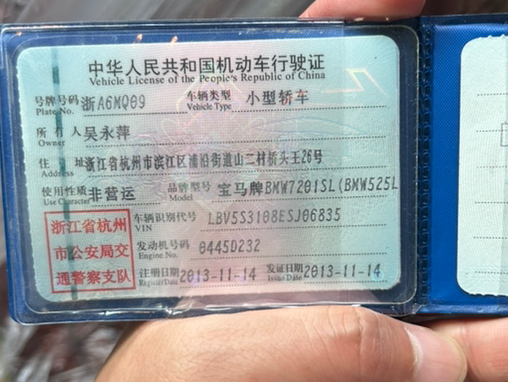 中华人民共和国机动车行驶证
Vehicle License of the People's Republic of China
号牌号码 浙A6MQ09 车辆类型 小型轿车
Plate No. Vehicle Type
所有人 吴永萍
Owner
住址 浙江省杭州市滨江区浦沿街道山二村桥头王26号
Address
使用性质 非营运 品牌型号 宝马牌BMW7201SL(BMW525L
Use Character Model
浙江省杭州
市公安局交
通警察支队
车辆识别代号 LBV5S3108ESJ06835
VIN
发动机号码 0445D232
Engine No.
注册日期 2013-11-14 发证日期 2013-11-14
Register Date Issue Date